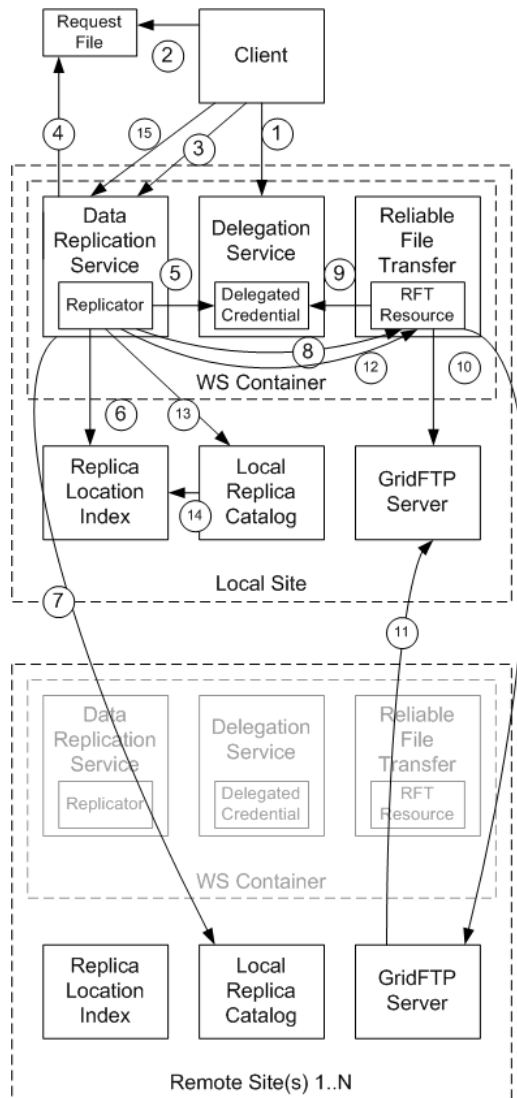 Request
File
2
Client
4
15
3
1
Data
Replication
Service
Delegation
Service
Reliable
File
Transfer
5
9
Replicator
Delegated
Credential
RFT
Resource
8
12
10
WS Container
6
13
Replica
Location
Index
14
Local
Replica
Catalog
GridFTP
Server
Local Site
7
11
Data
Replication
Service
Delegation
Service
Reliable
File
Transfer
Replicator
Delegated
Credential
RFT
Resource
WS Container
Replica
Location
Index
Local
Replica
Catalog
GridFTP
Server
Remote Site(s) 1..N